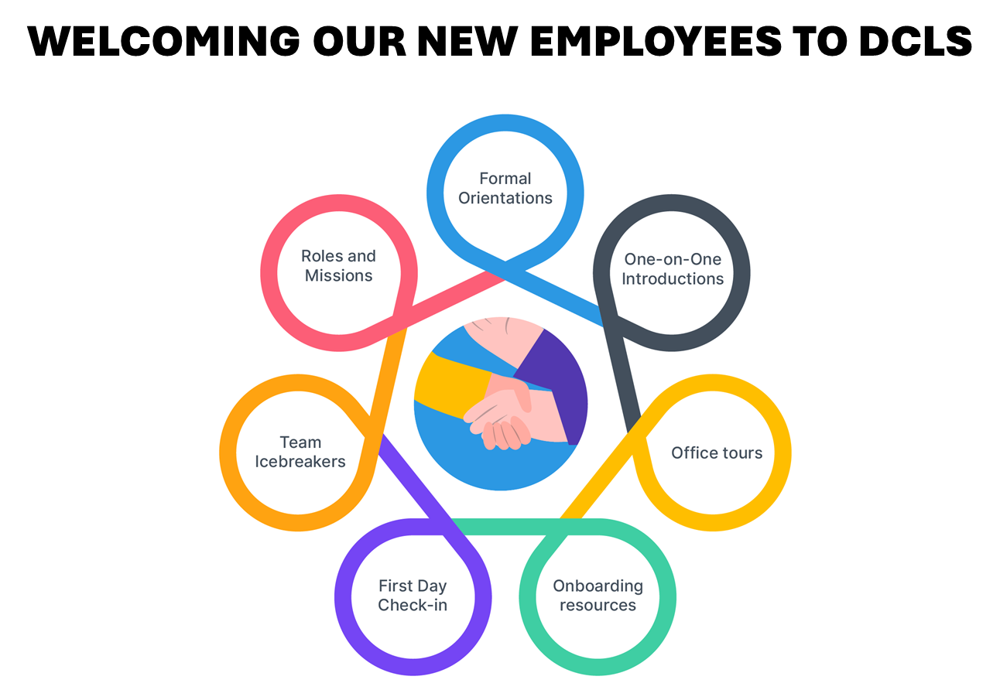 WELCOMING OUR NEW EMPLOYEES TO DCLS
Formal
Orientations
One-on-One
Introductions
Office tours
Onboarding
resources
First Day
Check-in
Team
Icebreakers
Roles and
Missions